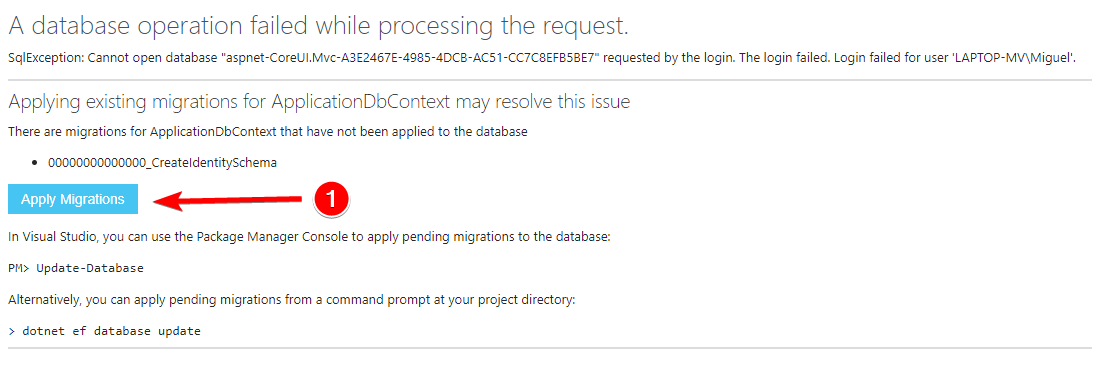 A database operation failed while processing the request.
SqlException: Cannot open database "aspnet-CoreUI.Mvc-A3E2467E-4985-4DCB-AC51-CC7C8EFB5BE7" requested by the login. The login failed. Login failed for user 'LAPTOP-MV\Miguel'.
Applying existing migrations for ApplicationDbContext may resolve this issue
There are migrations for ApplicationDbContext that have not been applied to the database
• 00000000000000_CreateIdentitySchema
Apply Migrations 1
In Visual Studio, you can use the Package Manager Console to apply pending migrations to the database:
PM> Update-Database
Alternatively, you can apply pending migrations from a command prompt at your project directory:
> dotnet ef database update